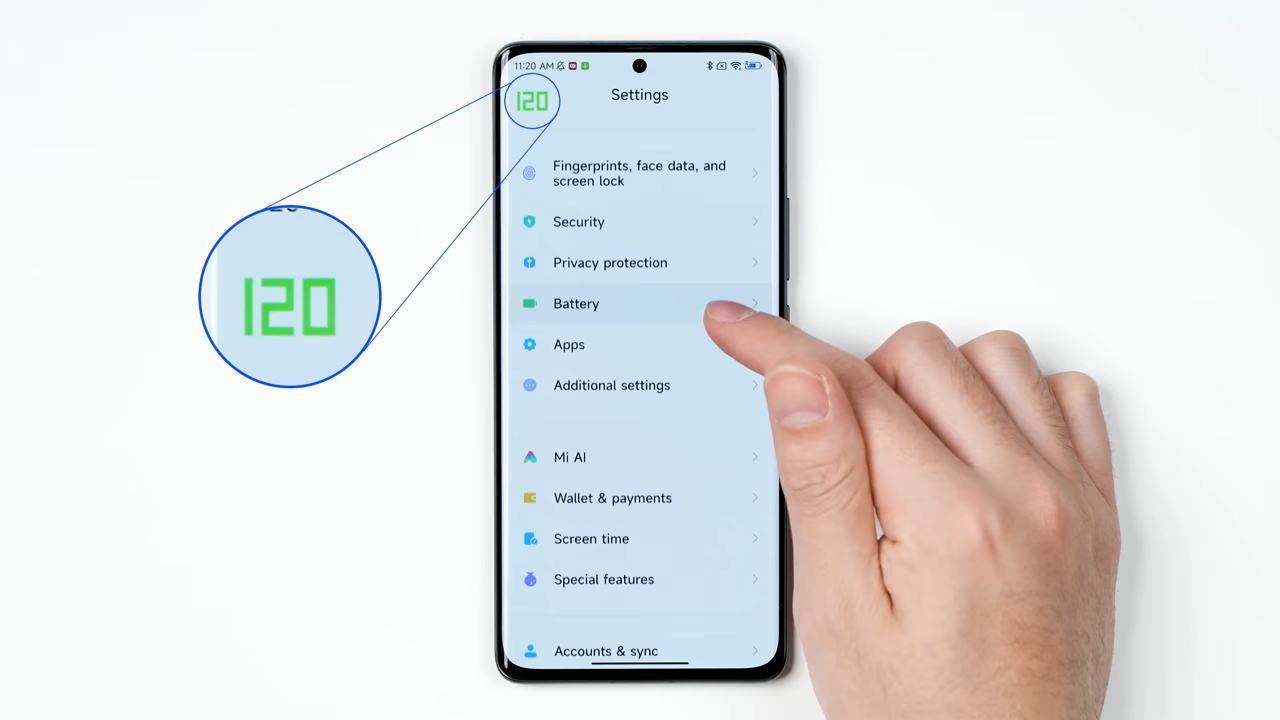 11:20 AM
120
Settings
120
Fingerprints, face data, and
screen lock
Security
Privacy protection
Battery
Apps
Additional settings
Mi AI
Wallet & payments
Screen time
Special features
Accounts & sync